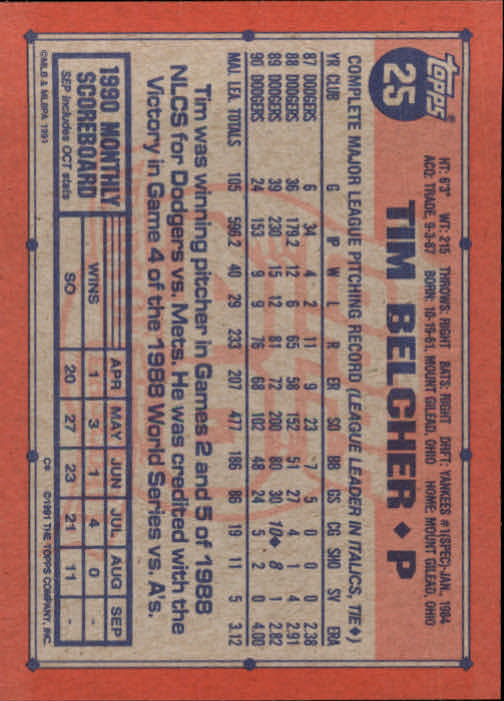 topps®
25
TIM BELCHER ♦ P
HT: 6'3" WT: 215 THROWS: RIGHT BATS: RIGHT DRFT: YANKEES #1(SPEC)-JAN., 1984
ACQ: TRADE, 9-3-87 BORN: 10-19-61, MOUNT GILEAD, OHIO HOME: MOUNT GILEAD, OHIO
COMPLETE MAJOR LEAGUE PITCHING RECORD (LEAGUE LEADER IN ITALICS, TIE♦)
YR CLUB G IP W L R ER SO BB GS CG SHO SV ERA
87 DODGERS 6 34 4 2 11 9 23 7 5 0 0 0 2.38
88 DODGERS 36 179.2 12 6 65 58 152 51 27 4 1 4 2.91
89 DODGERS 39 230 15 12 81 72 200 80 30 10♦ 8 1 2.82
90 DODGERS 24 153 9 9 76 68 102 48 24 5 2 0 4.00
MAJ. LEA. TOTALS 105 596.2 40 29 233 207 477 186 86 19 11 5 3.12
Tim was winning pitcher in Games 2 and 5 of 1988
NLCS for Dodgers vs. Mets. He was credited with the
Victory in Game 4 of the 1988 World Series vs. A's.
1990 MONTHLY
SCOREBOARD
SEP includes OCT stats
APR MAY JUN JUL AUG SEP
WINS 1 3 1 4 0 -
SO 20 27 23 21 11 -
©MLB & MLBPA 1991
C* ©1991 THE TOPPS COMPANY, INC.